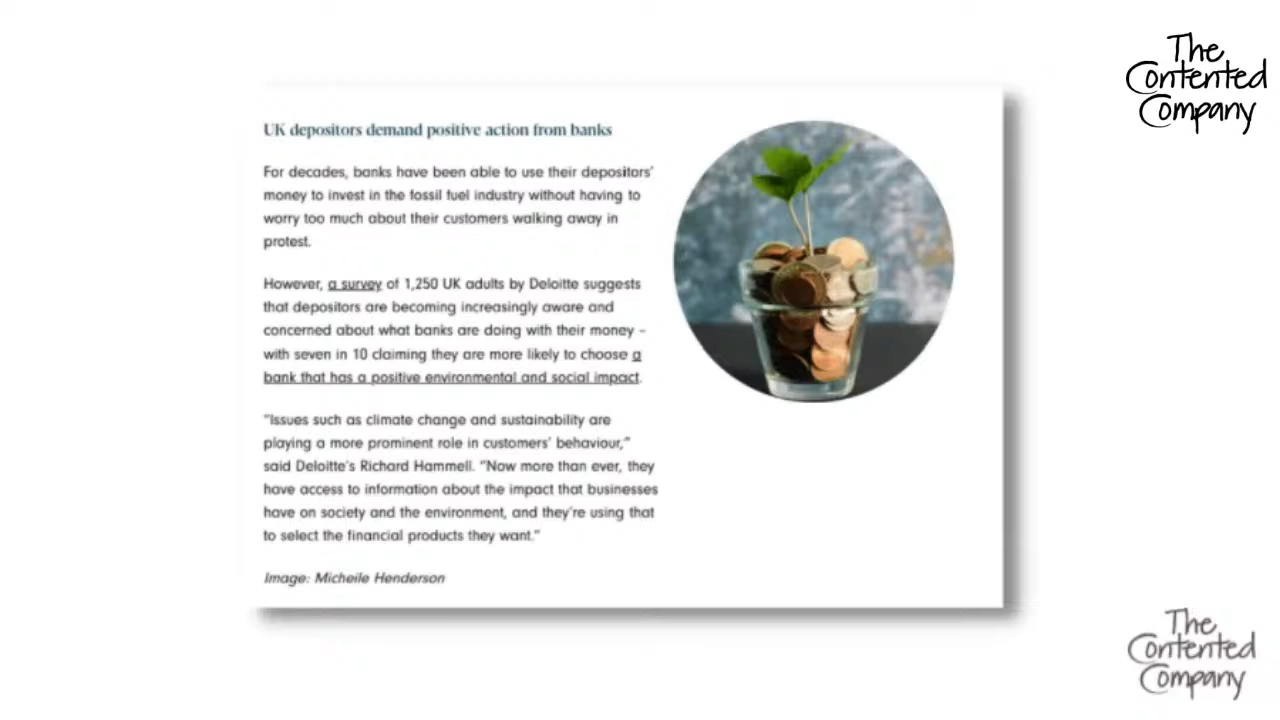 The
Contented
Company
UK depositors demand positive action from banks
For decades, banks have been able to use their depositors'
money to invest in the fossil fuel industry without having to
worry too much about their customers walking away in
protest.
However, a survey of 1,250 UK adults by Deloitte suggests
that depositors are becoming increasingly aware and
concerned about what banks are doing with their money –
with seven in 10 claiming they are more likely to choose a
bank that has a positive environmental and social impact.
"Issues such as climate change and sustainability are
playing a more prominent role in customers' behaviour,"
said Deloitte's Richard Hammell. "Now more than ever, they
have access to information about the impact that businesses
have on society and the environment, and they're using that
to select the financial products they want."
Image: Micheile Henderson
The
Contented
Company